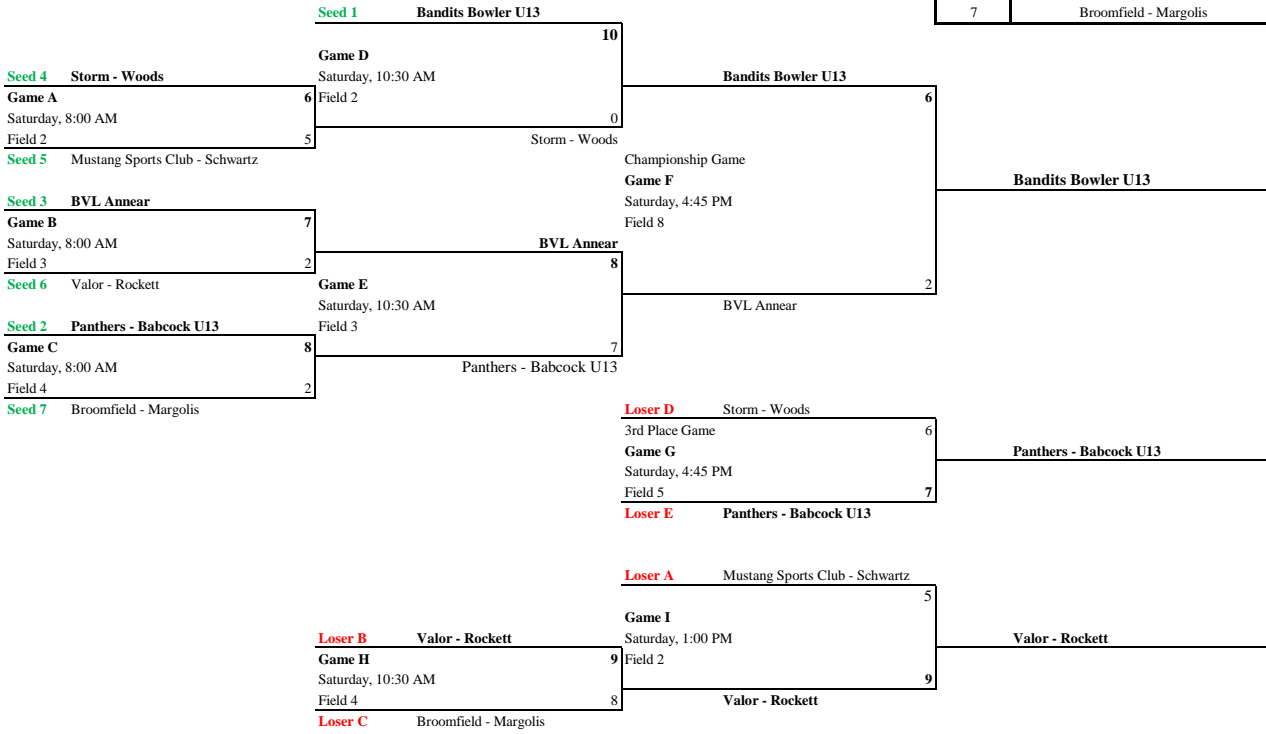 Seed 1 Bandits Bowler U13
7 Broomfield - Margolis
10
Game D
Seed 4 Storm - Woods Saturday, 10:30 AM Bandits Bowler U13
Game A 6 Field 2 6
Saturday, 8:00 AM 0
Field 2 5 Storm - Woods
Seed 5 Mustang Sports Club - Schwartz Championship Game
Game F Bandits Bowler U13
Seed 3 BVL Annear Saturday, 4:45 PM
Game B 7 Field 8
Saturday, 8:00 AM BVL Annear
Field 3 2 8
Seed 6 Valor - Rockett Game E 2
Saturday, 10:30 AM BVL Annear
Seed 2 Panthers - Babcock U13 Field 3
Game C 8 7
Saturday, 8:00 AM Panthers - Babcock U13
Field 4 2
Seed 7 Broomfield - Margolis Loser D Storm - Woods
3rd Place Game 6
Game G Panthers - Babcock U13
Saturday, 4:45 PM
Field 5 7
Loser E Panthers - Babcock U13
Loser A Mustang Sports Club - Schwartz
5
Game I
Loser B Valor - Rockett Saturday, 1:00 PM Valor - Rockett
Game H 9 Field 2
Saturday, 10:30 AM 9
Field 4 8 Valor - Rockett
Loser C Broomfield - Margolis